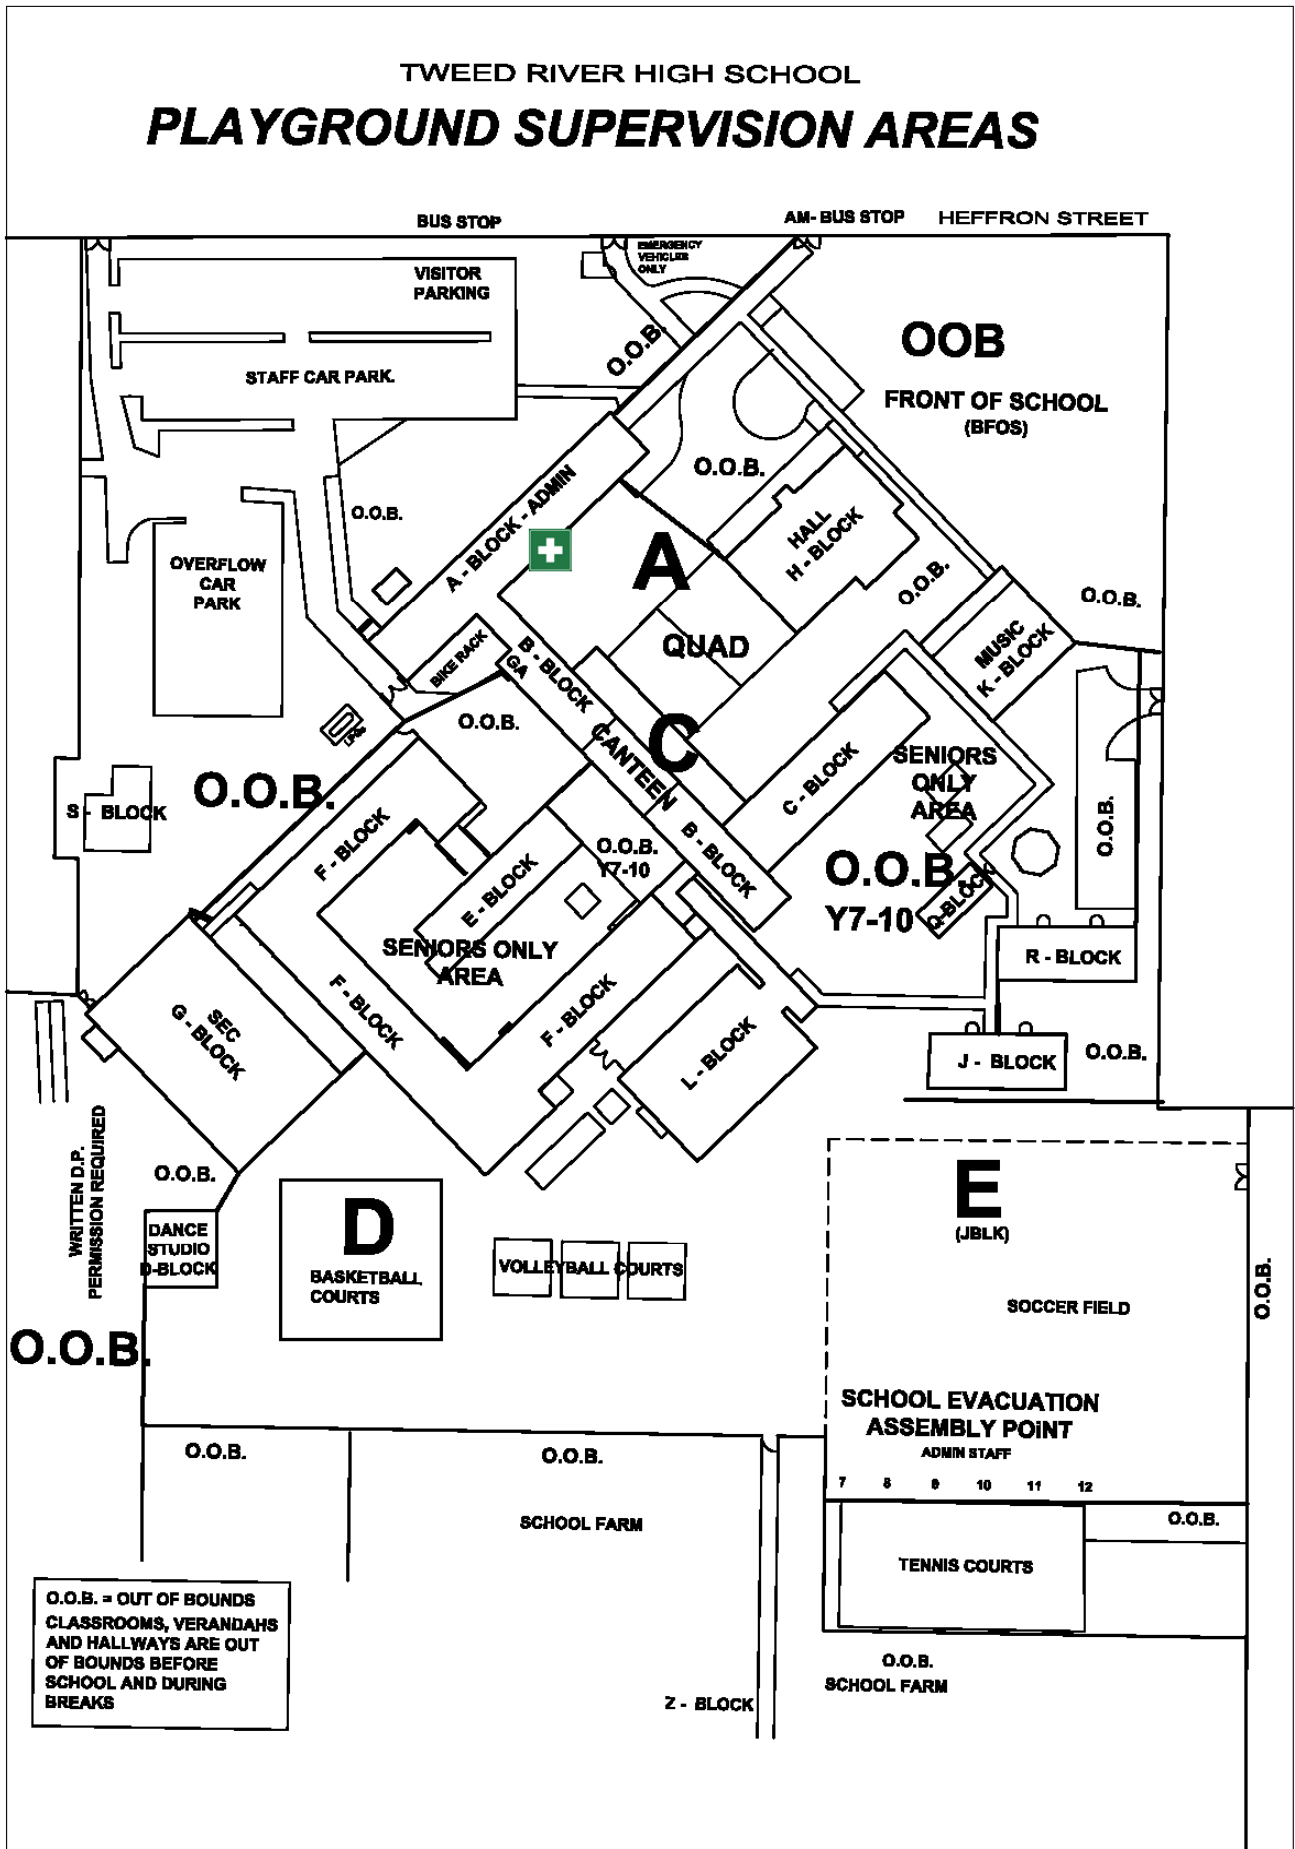 TWEED RIVER HIGH SCHOOL
PLAYGROUND SUPERVISION AREAS
BUS STOP
AM- BUS STOP
HEFFRON STREET
EMERGENCY
VEHICLES
ONLY
VISITOR
PARKING
STAFF CAR PARK.
O.O.B.
OOB
FRONT OF SCHOOL
(BFOS)
O.O.B.
O.O.B.
A - BLOCK - ADMIN
A
HALL
H - BLOCK
OVERFLOW
CAR
PARK
O.O.B.
O.O.B.
QUAD
MUSIC
K - BLOCK
BIKE RACK
GA
B - BLOCK
O.O.B.
CANTEEN
C
C - BLOCK
SENIORS
ONLY
AREA
O.O.B.
S - BLOCK
F - BLOCK
O.O.B.
Y7-10
B - BLOCK
O.O.B.
E - BLOCK
O.O.B.
Y7-10
Q-BLOCK
SENIORS ONLY
AREA
R - BLOCK
SEC
G - BLOCK
F - BLOCK
F - BLOCK
L - BLOCK
J - BLOCK
O.O.B.
WRITTEN D.P.
PERMISSION REQUIRED
O.O.B.
DANCE
STUDIO
D-BLOCK
D
BASKETBALL
COURTS
VOLLEYBALL COURTS
E
(JBLK)
SOCCER FIELD
O.O.B.
O.O.B.
SCHOOL EVACUATION
ASSEMBLY POiNT
ADMIN STAFF
7 8 9 10 11 12
O.O.B.
O.O.B.
SCHOOL FARM
O.O.B.
TENNIS COURTS
O.O.B. = OUT OF BOUNDS
CLASSROOMS, VERANDAHS
AND HALLWAYS ARE OUT
OF BOUNDS BEFORE
SCHOOL AND DURING
BREAKS
O.O.B.
SCHOOL FARM
Z - BLOCK